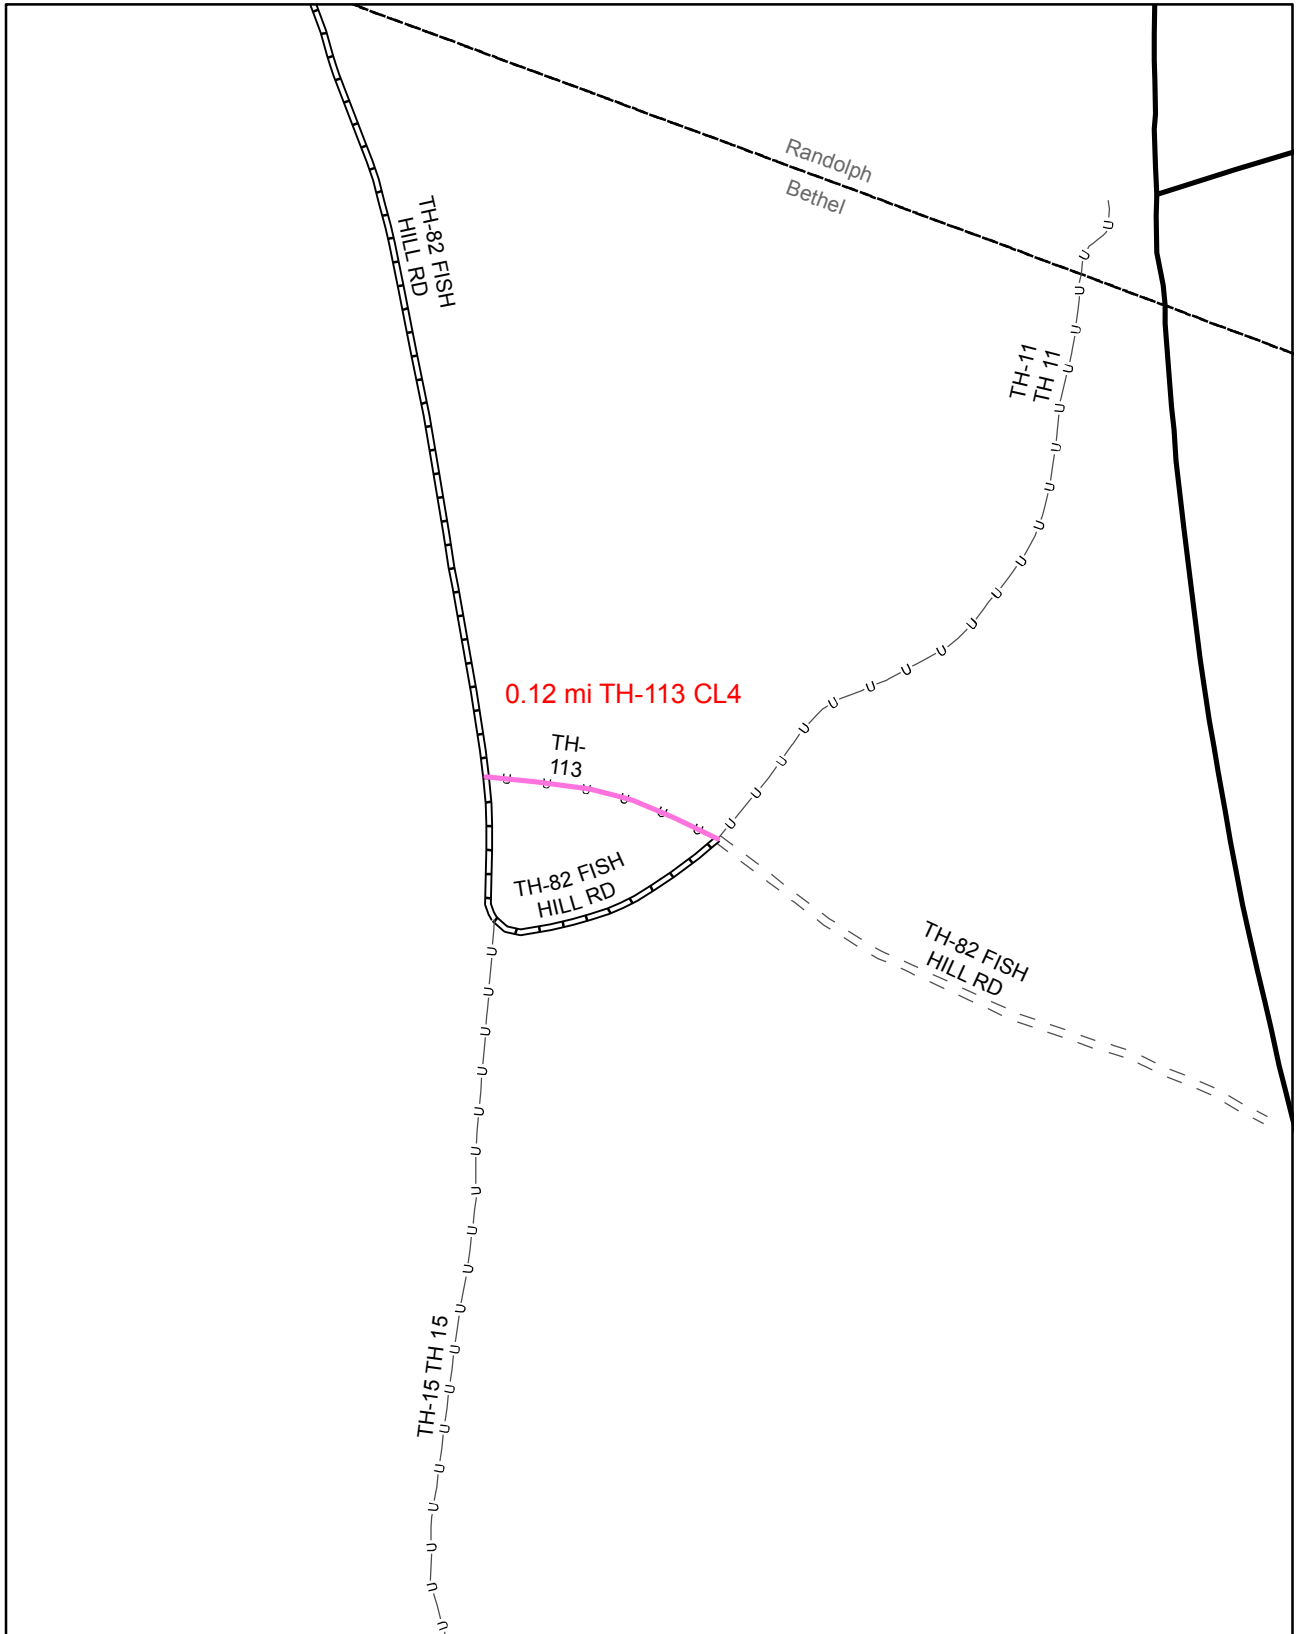 Randolph
Bethel
TH-82 FISH
HILL RD
TH-11
TH 11
0.12 mi TH-113 CL4
TH-
113
TH-82 FISH
HILL RD
TH-82 FISH
HILL RD
TH-15 TH 15